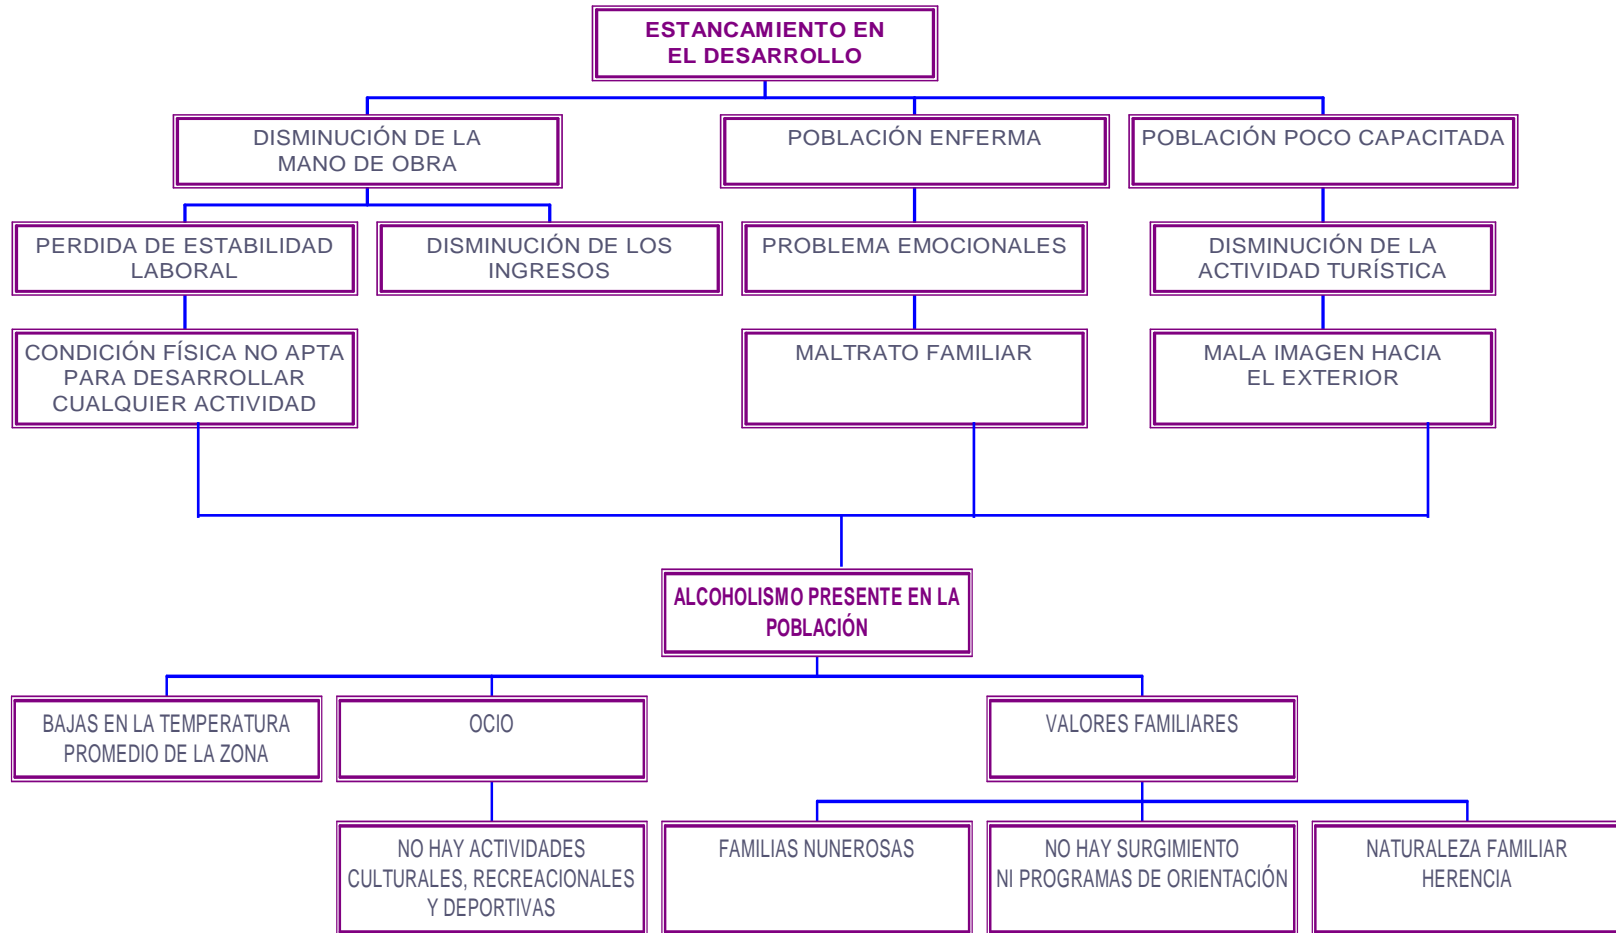 ESTANCAMIENTO EN
EL DESARROLLO
DISMINUCIÓN DE LA
MANO DE OBRA
POBLACIÓN ENFERMA
POBLACIÓN POCO CAPACITADA
PERDIDA DE ESTABILIDAD
LABORAL
DISMINUCIÓN DE LOS
INGRESOS
PROBLEMA EMOCIONALES
DISMINUCIÓN DE LA
ACTIVIDAD TURÍSTICA
CONDICIÓN FÍSICA NO APTA
PARA DESARROLLAR
CUALQUIER ACTIVIDAD
MALTRATO FAMILIAR
MALA IMAGEN HACIA
EL EXTERIOR
ALCOHOLISMO PRESENTE EN LA
POBLACIÓN
BAJAS EN LA TEMPERATURA
PROMEDIO DE LA ZONA
OCIO
VALORES FAMILIARES
NO HAY ACTIVIDADES
CULTURALES, RECREACIONALES
Y DEPORTIVAS
FAMILIAS NUNEROSAS
NO HAY SURGIMIENTO
NI PROGRAMAS DE ORIENTACIÓN
NATURALEZA FAMILIAR
HERENCIA